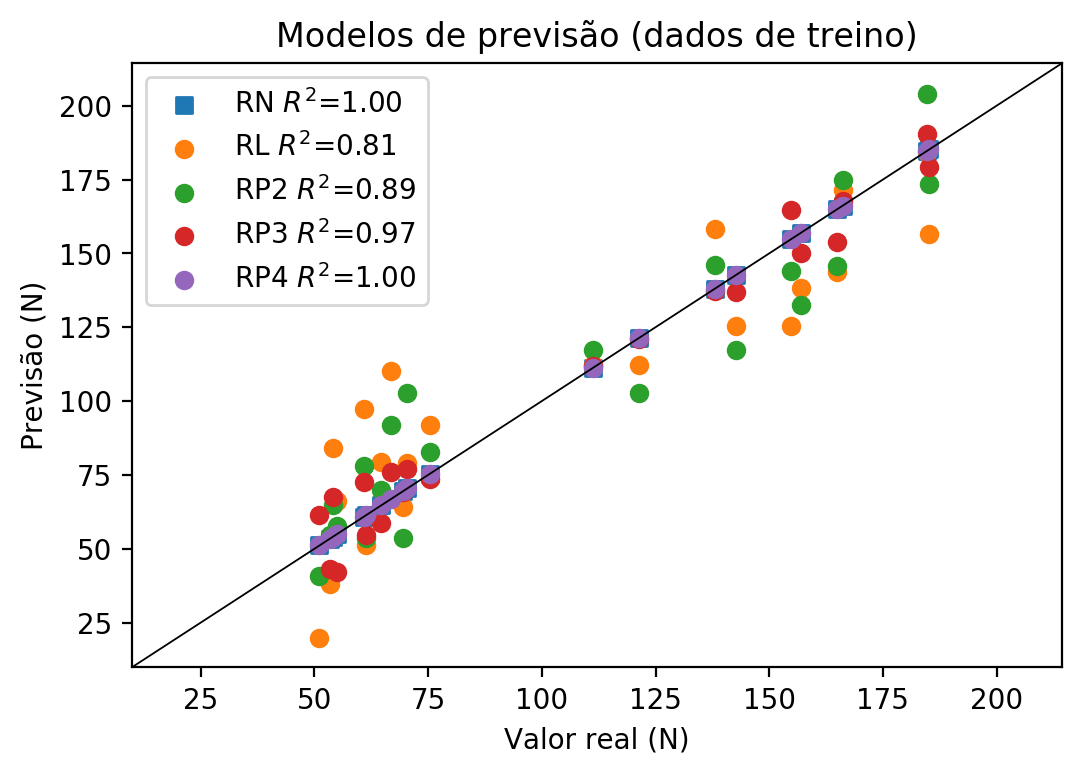 Modelos de previsão (dados de treino)
RN R²=1.00
RL R²=0.81
RP2 R²=0.89
RP3 R²=0.97
RP4 R²=1.00
Previsão (N)
200
175
150
125
100
75
50
25
25 50 75 100 125 150 175 200
Valor real (N)